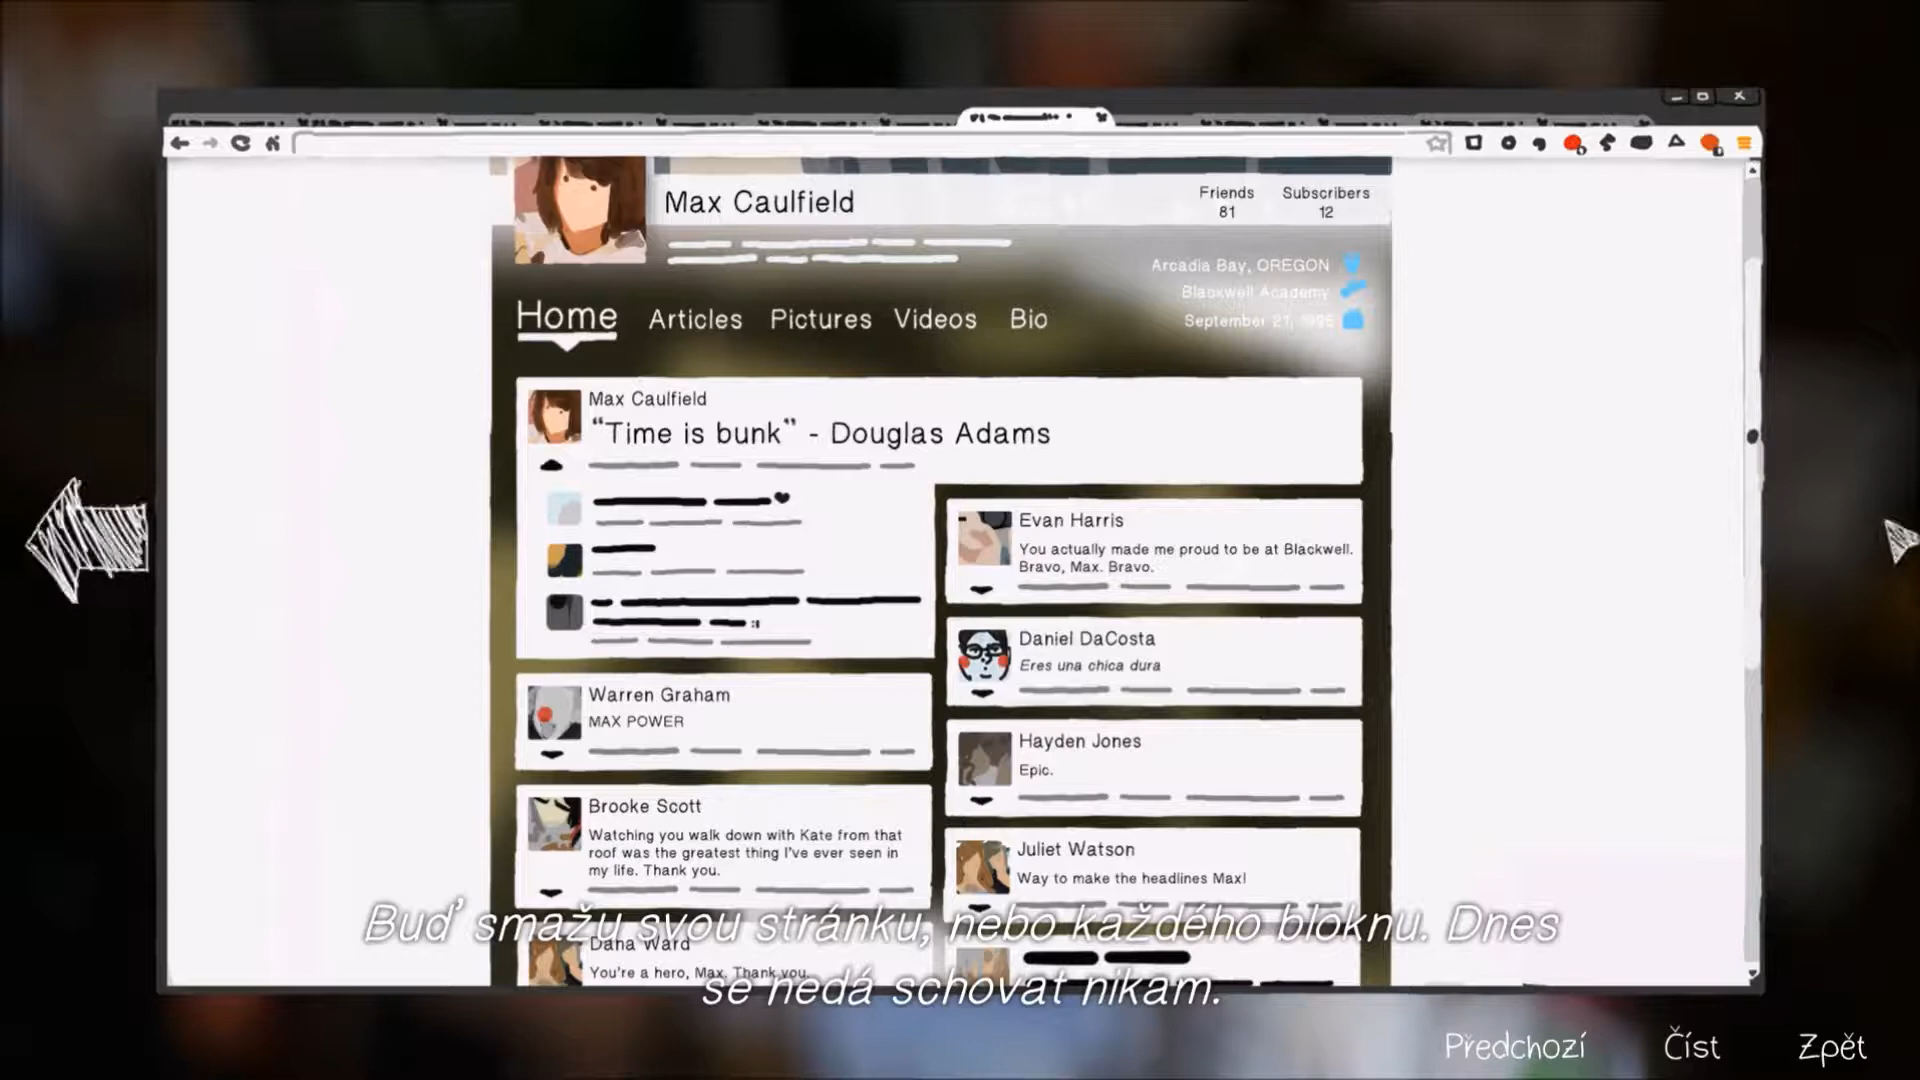 Max Caulfield
Friends
81
Subscribers
12
Arcadia Bay, OREGON
Blackwell Academy
September 21, 1995
Home
Articles
Pictures
Videos
Bio
Max Caulfield
“Time is bunk” - Douglas Adams
Warren Graham
MAX POWER
Brooke Scott
Watching you walk down with Kate from that
roof was the greatest thing I've ever seen in
my life. Thank you.
Dana Ward
You're a hero, Max. Thank you.
Evan Harris
You actually made me proud to be at Blackwell.
Bravo, Max. Bravo.
Daniel DaCosta
Eres una chica dura
Hayden Jones
Epic.
Juliet Watson
Way to make the headlines Max!
Buď smažu svou stránku, nebo každého bloknu. Dnes
se nedá schovat nikam.
Předchozí
Číst
Zpět